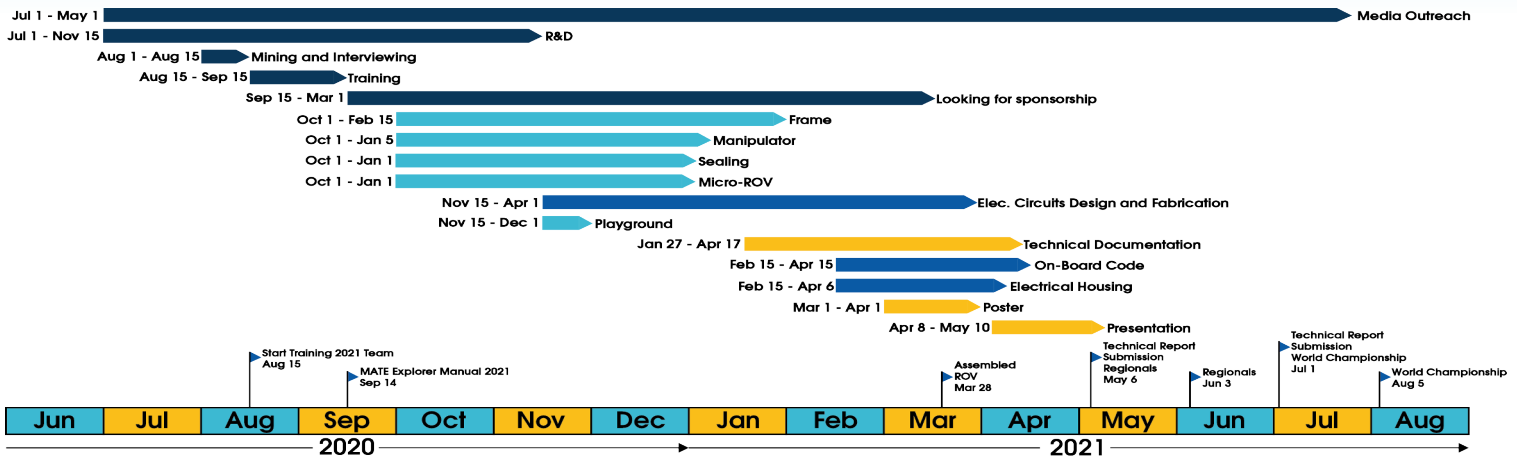 Jul 1 - May 1 Media Outreach
Jul 1 - Nov 15 R&D
Aug 1 - Aug 15 Mining and Interviewing
Aug 15 - Sep 15 Training
Sep 15 - Mar 1 Looking for sponsorship
Oct 1 - Feb 15 Frame
Oct 1 - Jan 5 Manipulator
Oct 1 - Jan 1 Sealing
Oct 1 - Jan 1 Micro-ROV
Nov 15 - Apr 1 Elec. Circuits Design and Fabrication
Nov 15 - Dec 1 Playground
Jan 27 - Apr 17 Technical Documentation
Feb 15 - Apr 15 On-Board Code
Feb 15 - Apr 6 Electrical Housing
Mar 1 - Apr 1 Poster
Apr 8 - May 10 Presentation
Start Training 2021 Team
Aug 15
MATE Explorer Manual 2021
Sep 14
Assembled
ROV
Mar 28
Technical Report
Submission
Regionals
May 6
Regionals
Jun 3
Technical Report
Submission
World Championship
Jul 1
World Championship
Aug 5
Jun Jul Aug Sep Oct Nov Dec Jan Feb Mar Apr May Jun Jul Aug
2020 2021